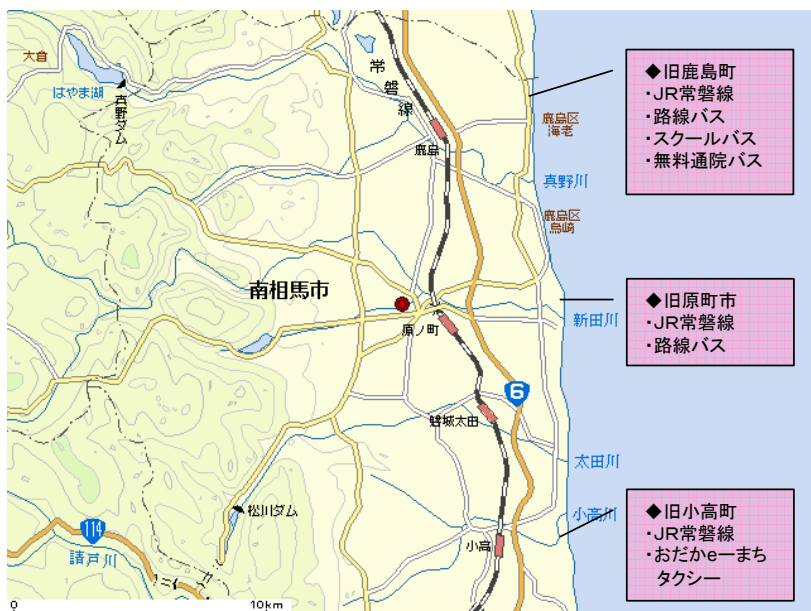 大倉
はやま湖
真野ダム
常磐線
鹿島
鹿島区
海老
真野川
鹿島区
烏崎
南相馬市
原ノ町
新田川
6
磐城太田
太田川
松川ダム
小高川
114
請戸川
小高
0 10km
◆旧鹿島町
・JR常磐線
・路線バス
・スクールバス
・無料通院バス
◆旧原町市
・JR常磐線
・路線バス
◆旧小高町
・JR常磐線
・おだかe－まち
タクシー